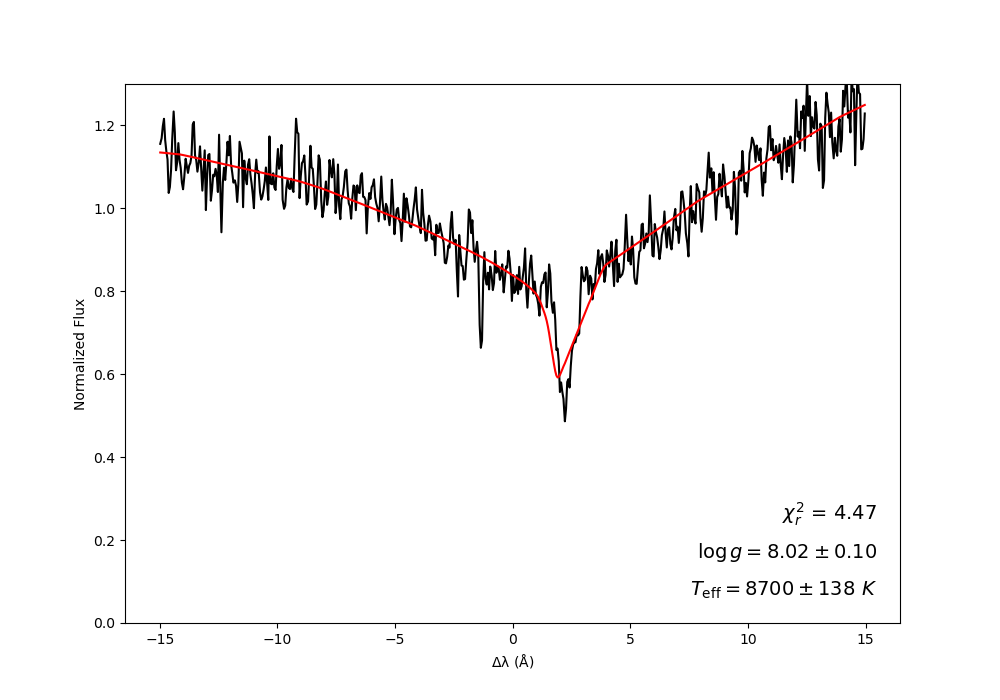 1.2
1.0
0.8
0.6
0.4
0.2
0.0
Normalized Flux
χ²ᵣ = 4.47
log g = 8.02 ± 0.10
T_eff = 8700 ± 138 K
−15 −10 −5 0 5 10 15
Δλ (Å)